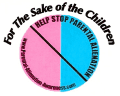 For The Sake of the Children
HELP STOP PARENTAL ALIENATION!